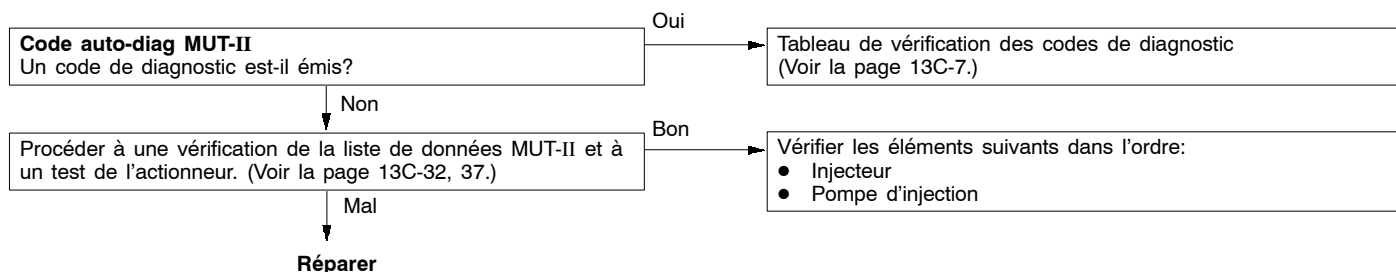 Oui
Code auto-diag MUT-II
Un code de diagnostic est-il émis?
Tableau de vérification des codes de diagnostic
(Voir la page 13C-7.)
Non
Bon
Procéder à une vérification de la liste de données MUT-II et à
un test de l'actionneur. (Voir la page 13C-32, 37.)
Vérifier les éléments suivants dans l'ordre:
● Injecteur
● Pompe d'injection
Mal
Réparer